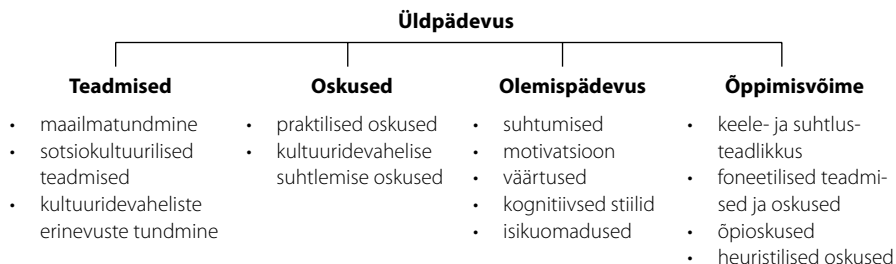 Üldpädevus
Teadmised
• maailmatundmine
• sotsiokultuurilised
teadmised
• kultuuridevaheliste
erinevuste tundmine
Oskused
• praktilised oskused
• kultuuridevahelise
suhtlemise oskused
Olemispädevus
• suhtumised
• motivatsioon
• väärtused
• kognitiivsed stiilid
• isikuomadused
Õppimisvõime
• keele- ja suhtlus-
teadlikkus
• foneetilised teadmi-
sed ja oskused
• õpioskused
• heuristilised oskused